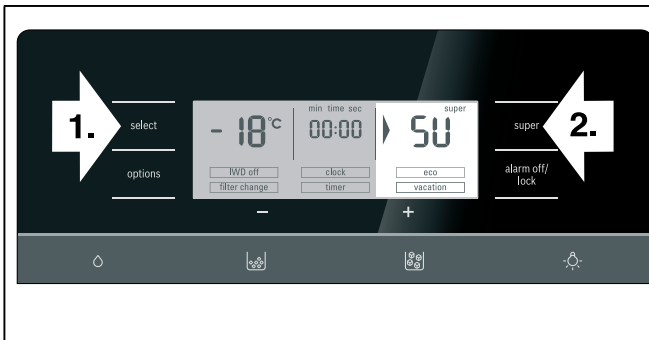 1.
select
options
- 18°C
IWD off
filter change
min time sec
00:00
clock
timer
super
SU
eco
vacation
super
2.
alarm off/
lock
− +